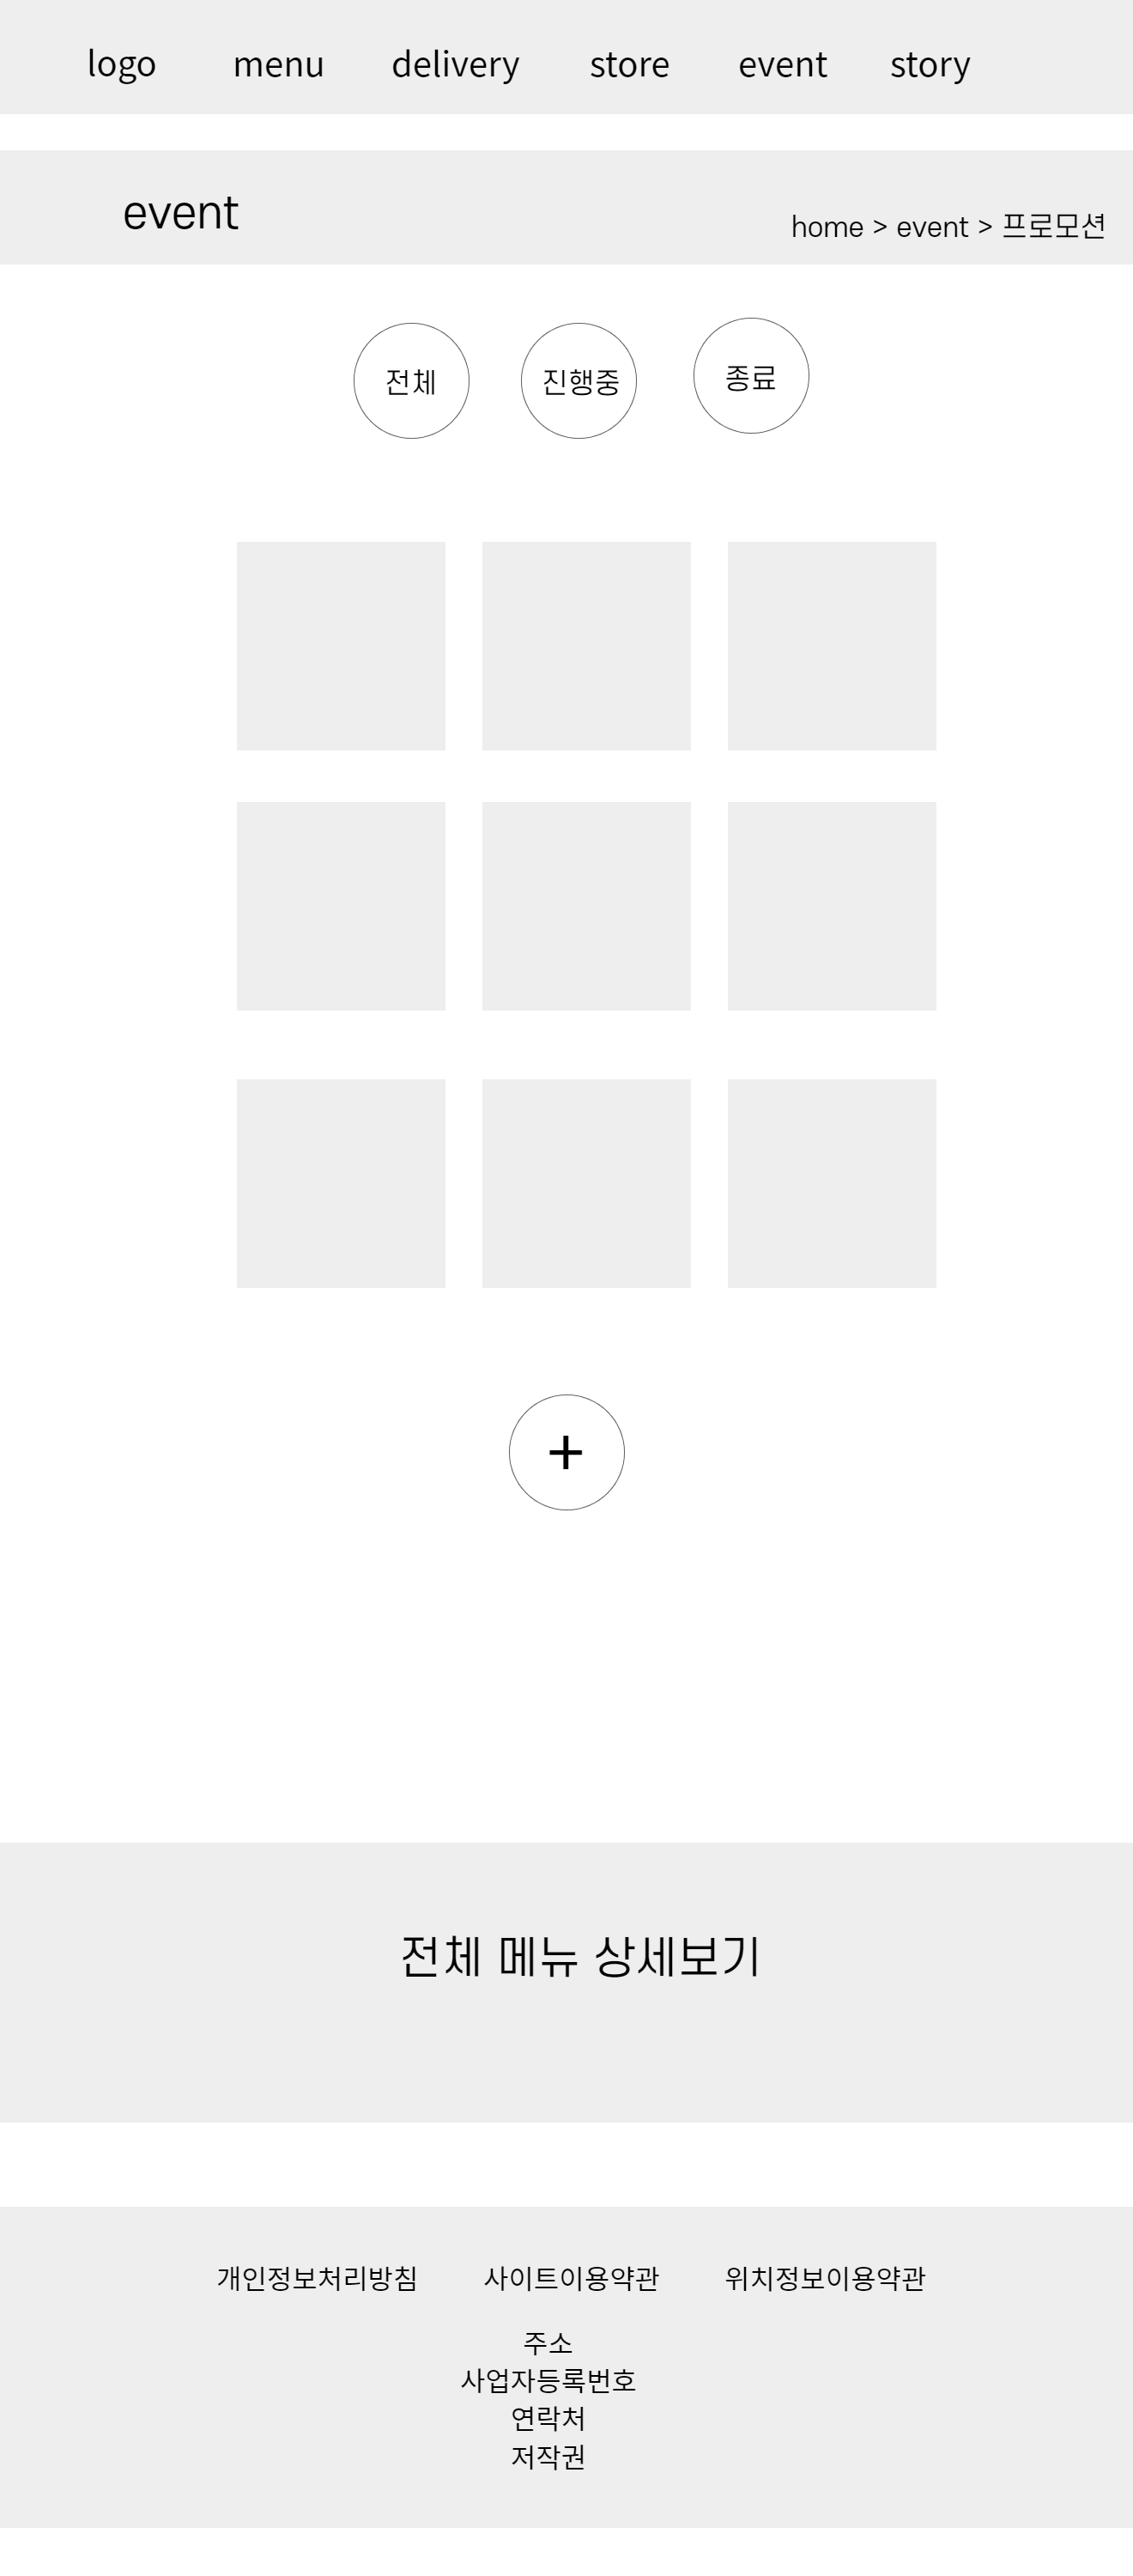 logo menu delivery store event story
event
home > event > 프로모션
전체 진행중 종료
+
전체 메뉴 상세보기
개인정보처리방침 사이트이용약관 위치정보이용약관
주소
사업자등록번호
연락처
저작권